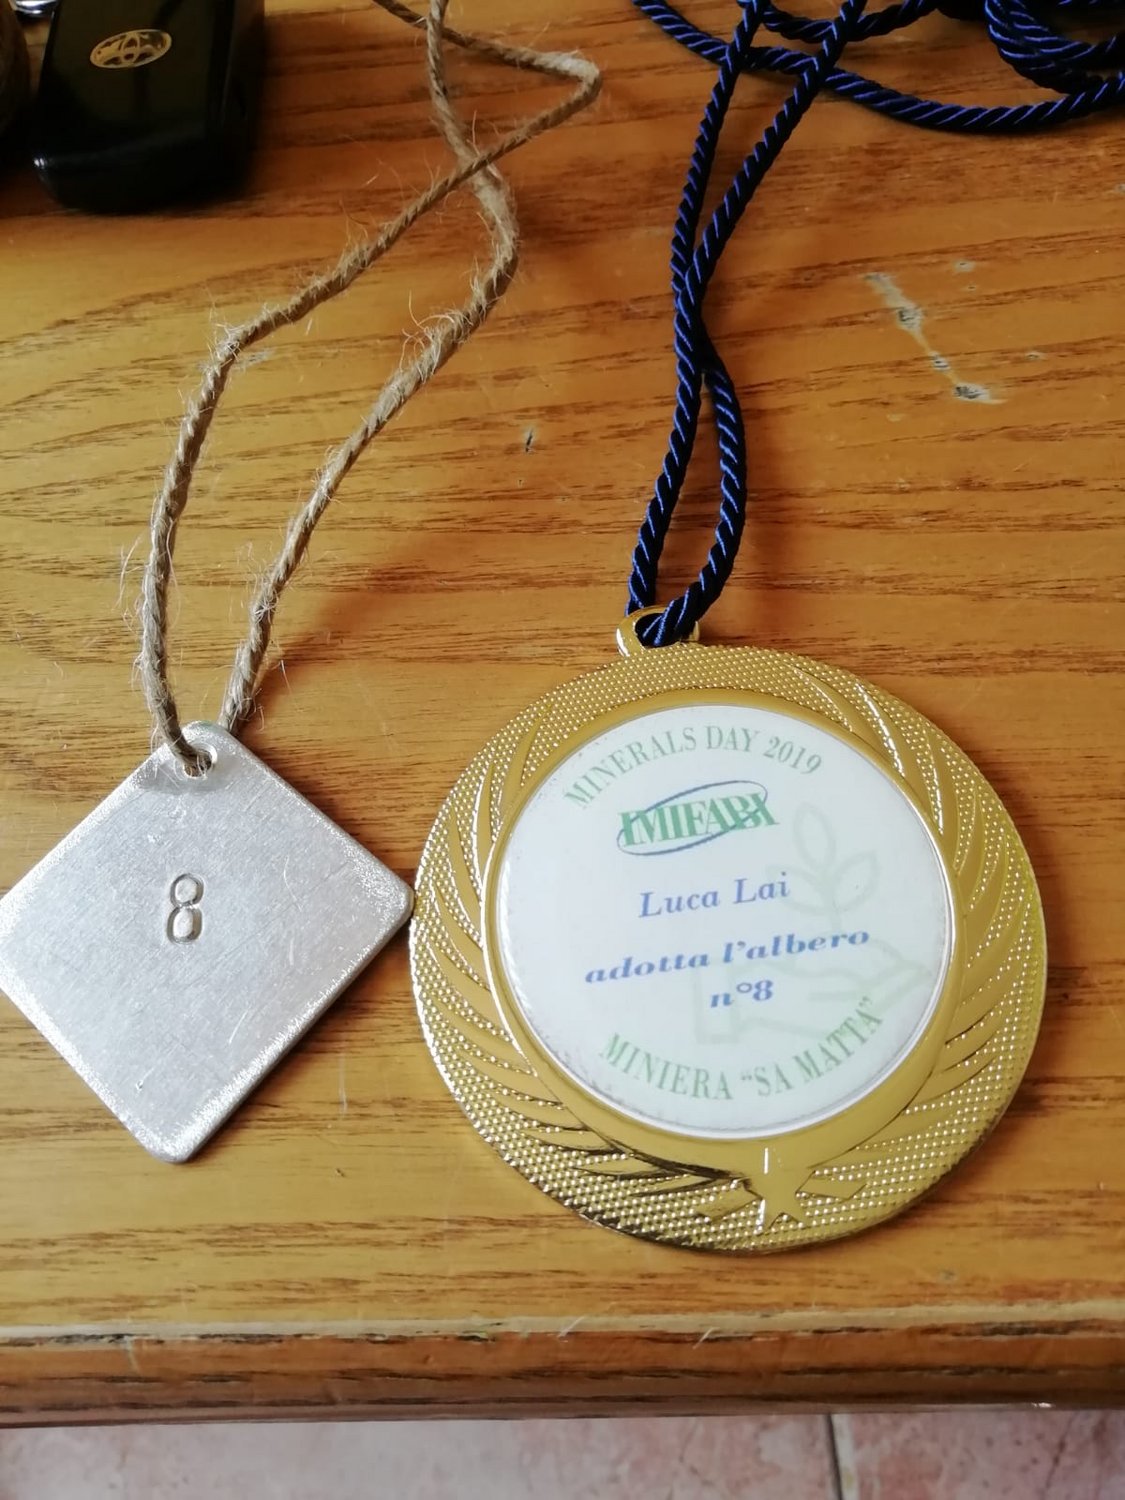 8
MINERALS DAY 2019
IMIFABI
Luca Lai
adotta l'albero
n°8
MINIERA "SA MATTA"